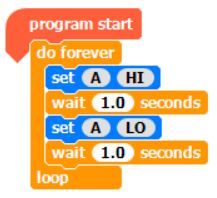 program start
do forever
set A HI
wait 1.0 seconds
set A LO
wait 1.0 seconds
loop